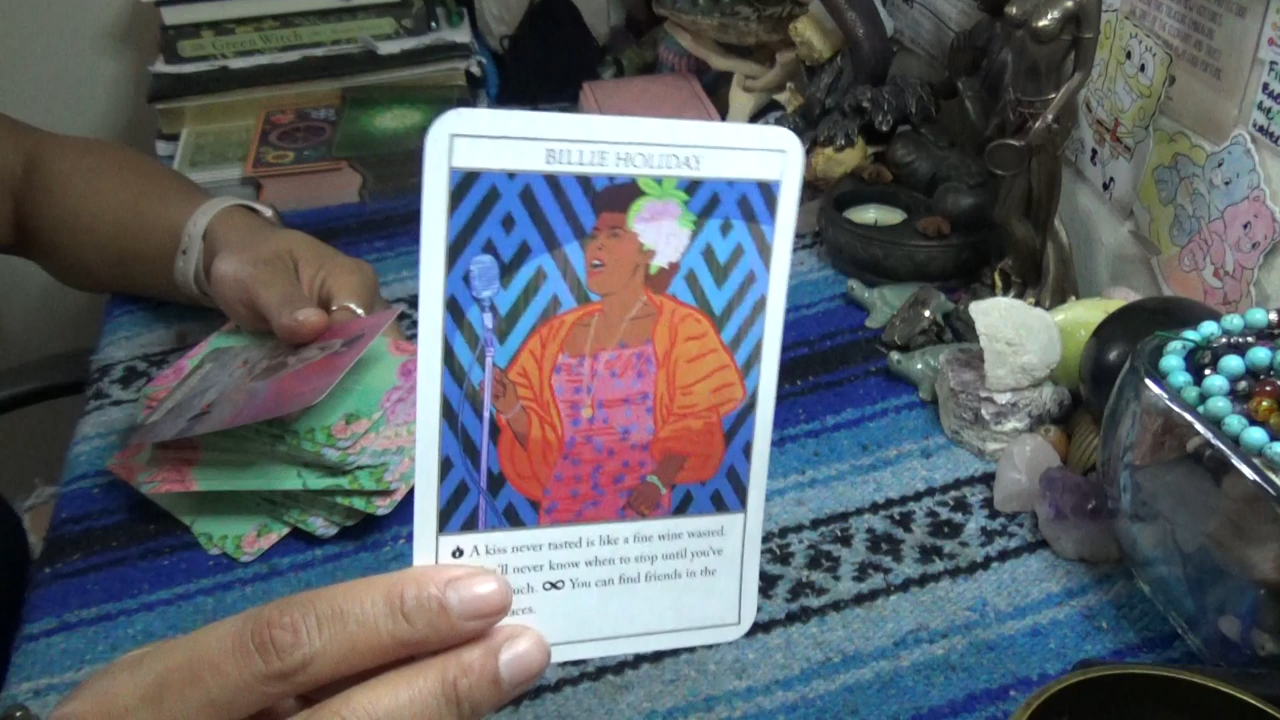 Green Witch
BILLIE HOLIDAY
A kiss never tasted is like a fine wine wasted.
'll never know when to stop until you've
uch. ∞ You can find friends in the
aces.